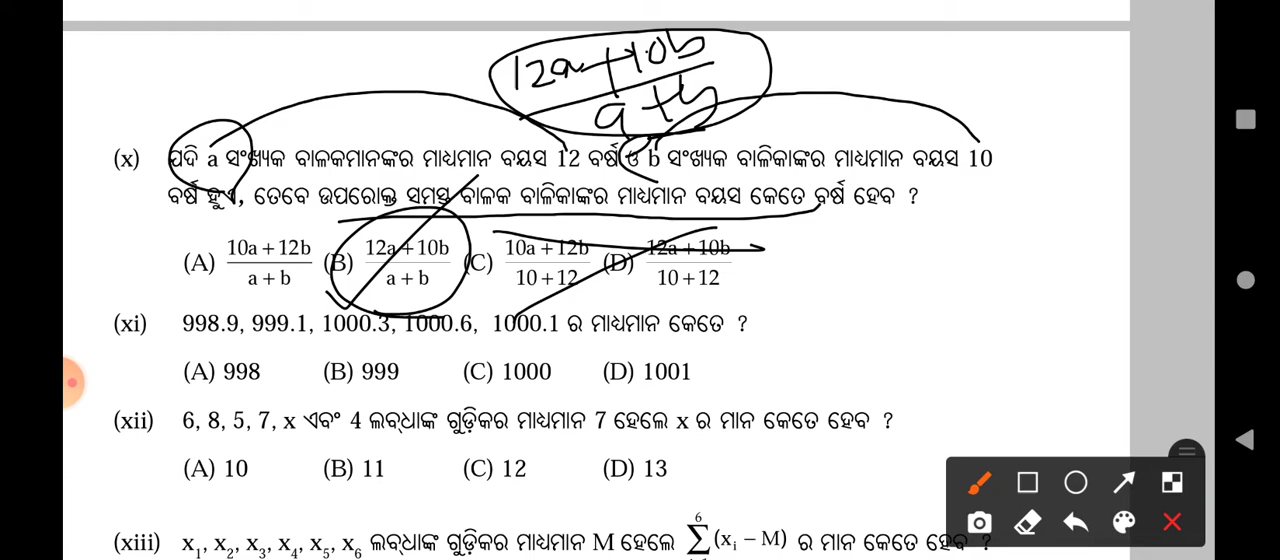 12a+10b
a+b
(x) ଯଦି a ସଂଖ୍ୟକ ବାଳକମାନଙ୍କର ମାଧ୍ୟମାନ ବୟସ 12 ବର୍ଷ ଓ b ସଂଖ୍ୟକ ବାଳିକାଙ୍କର ମାଧ୍ୟମାନ ବୟସ 10
ବର୍ଷ ହୁଏ, ତେବେ ଉପରୋକ୍ତ ସମସ୍ତ ବାଳକ ବାଳିକାଙ୍କର ମାଧ୍ୟମାନ ବୟସ କେତେ ବର୍ଷ ହେବ ?
(A) 10a + 12b / a + b (B) 12a + 10b / a + b (C) 10a + 12b / 10 + 12 (D) 12a + 10b / 10 + 12
(xi) 998.9, 999.1, 1000.3, 1000.6, 1000.1 ର ମାଧ୍ୟମାନ କେତେ ?
(A) 998 (B) 999 (C) 1000 (D) 1001
(xii) 6, 8, 5, 7, x ଏବଂ 4 ଲବ୍ଧାଙ୍କ ଗୁଡ଼ିକର ମାଧ୍ୟମାନ 7 ହେଲେ x ର ମାନ କେତେ ହେବ ?
(A) 10 (B) 11 (C) 12 (D) 13
(xiii) x₁, x₂, x₃, x₄, x₅, x₆ ଲବ୍ଧାଙ୍କ ଗୁଡ଼ିକର ମାଧ୍ୟମାନ M ହେଲେ 6 ∑ (xᵢ − M) ର ମାନ କେତେ ହେବ ?